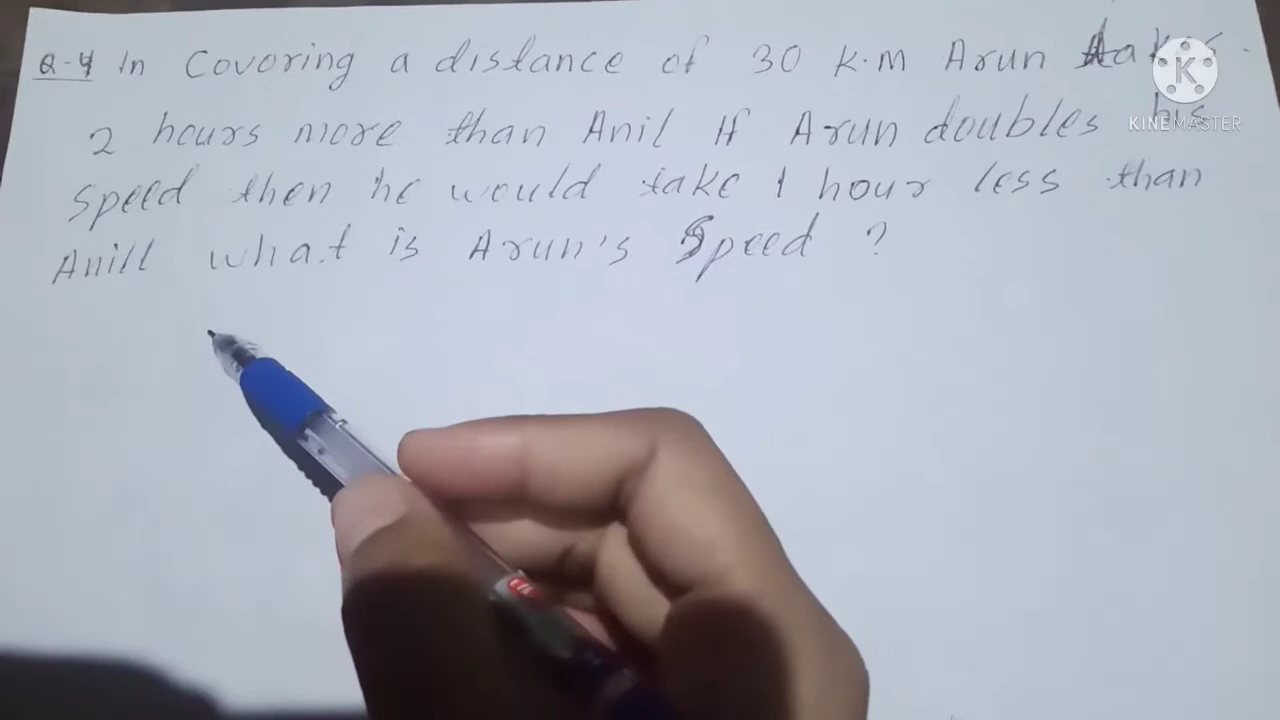 Q-4 In Covoring a distance of 30 K.M Arun takes
2 hours more than Anil If Arun doubles his
speed then he would take 1 hour less than
Anill what is Arun's Speed ?
K
KINEMASTER